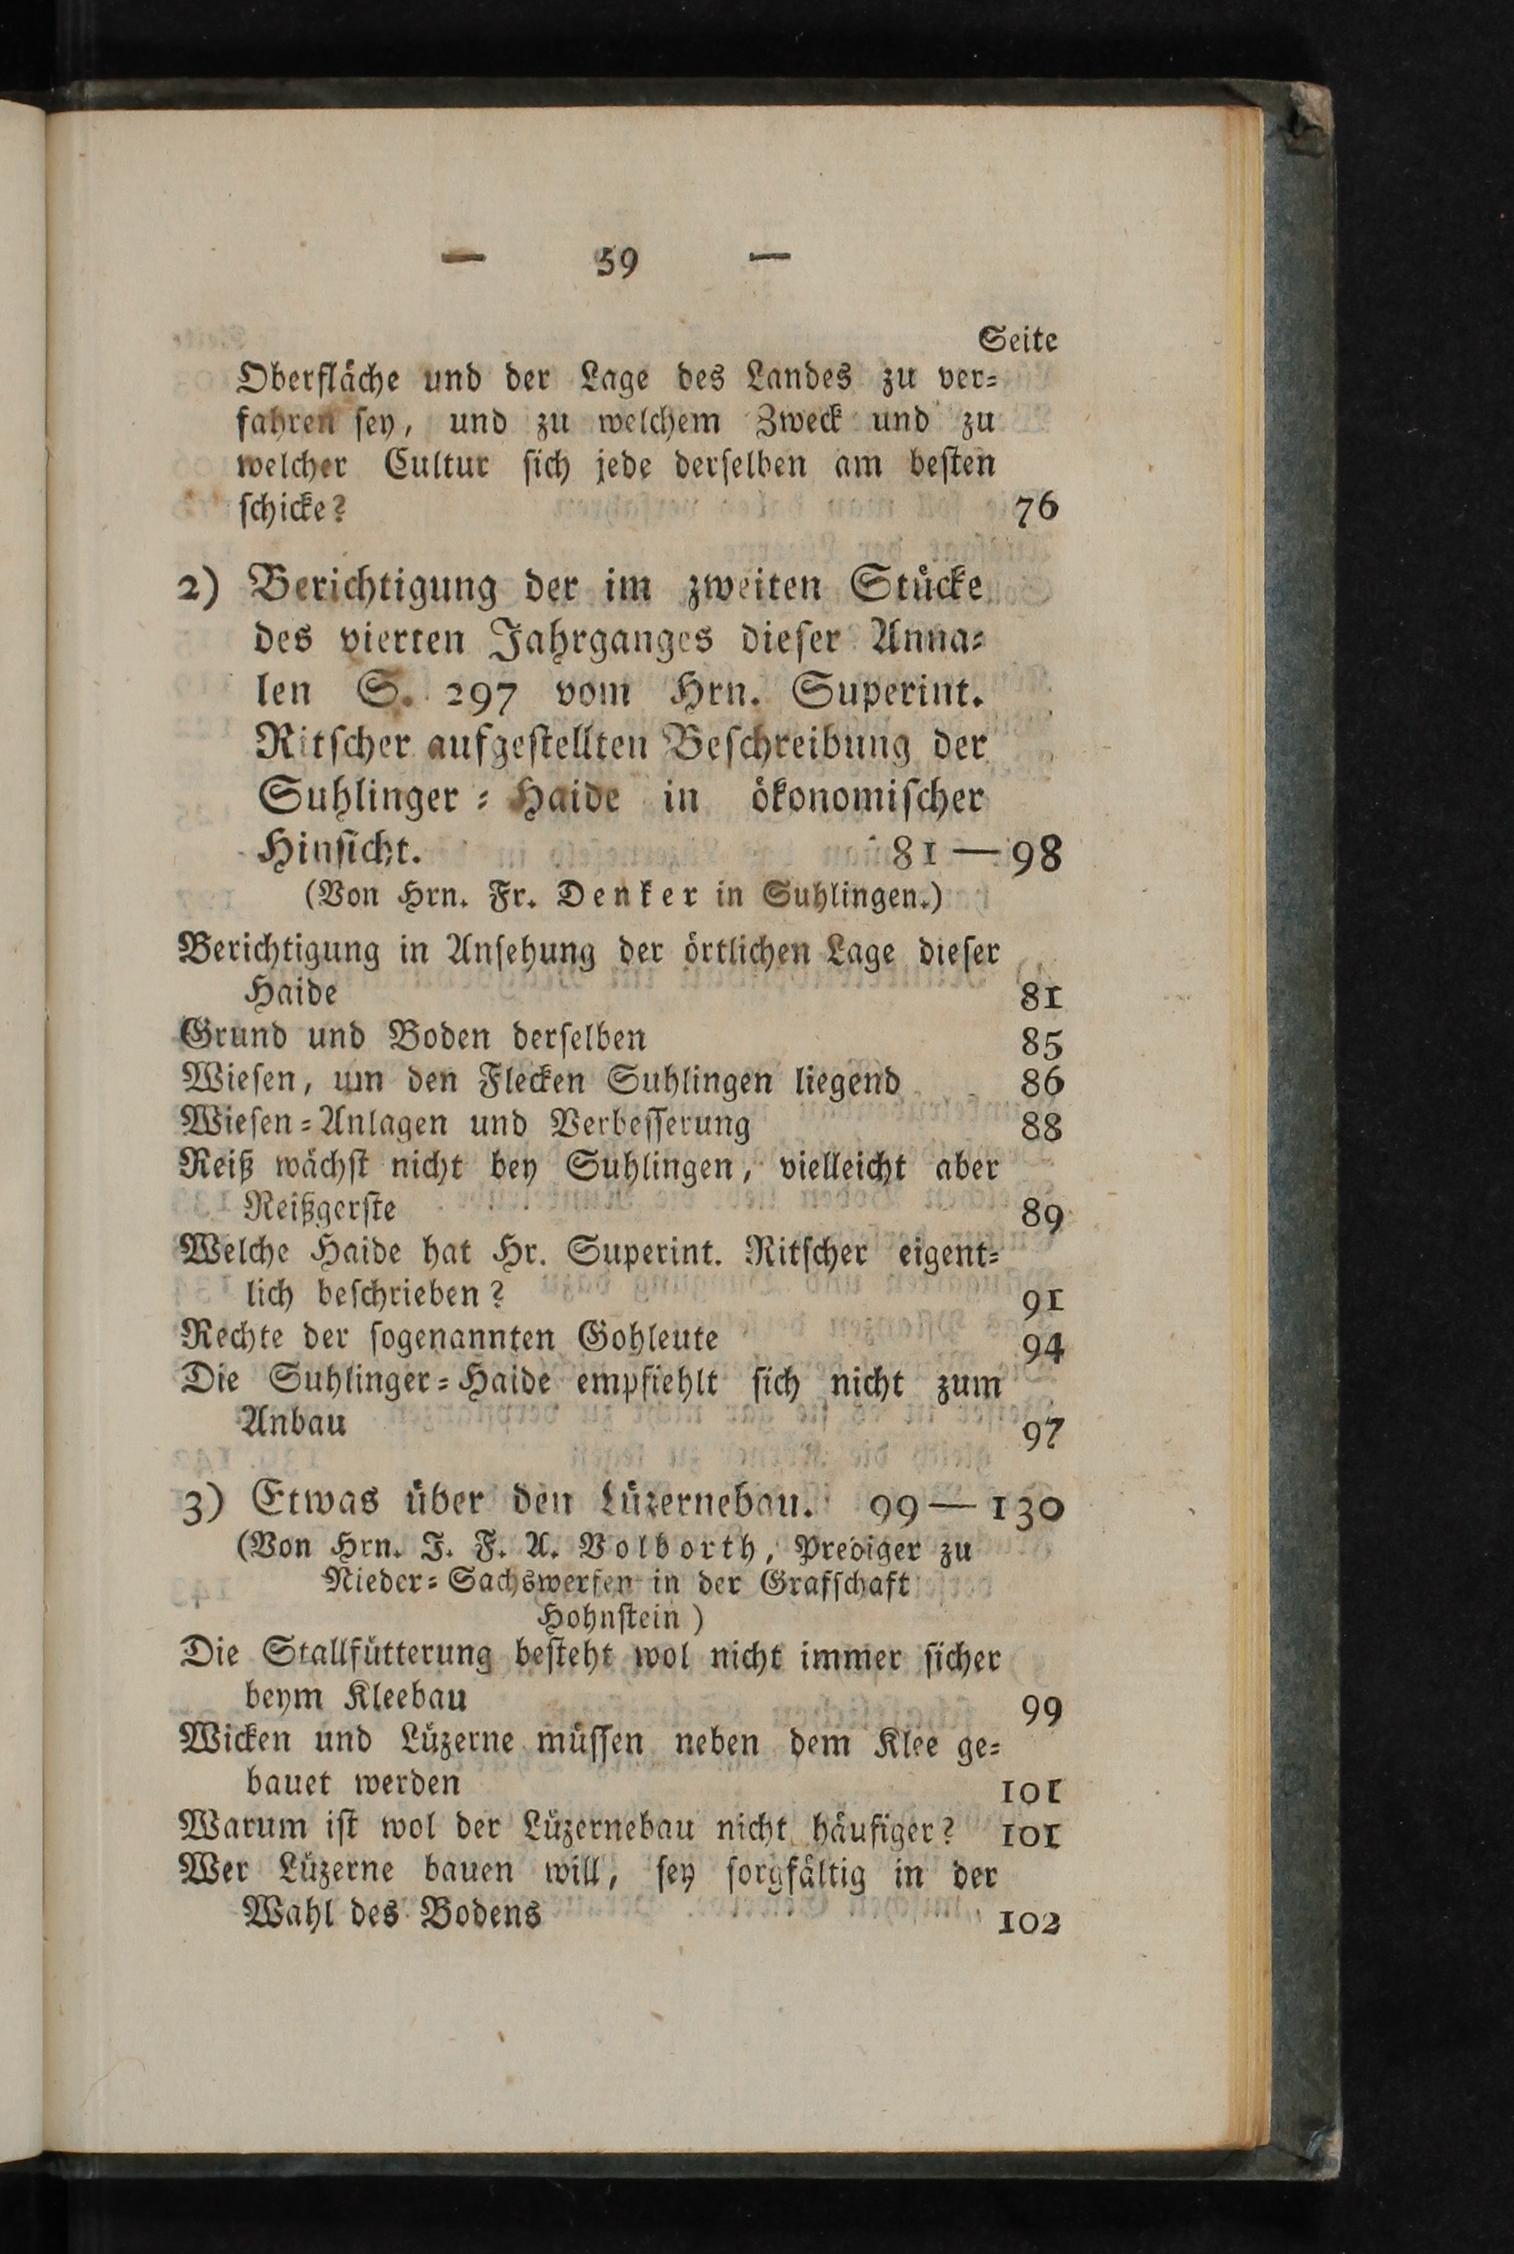 — 59 —
Seite
Oberfläche und der Lage des Landes zu ver⸗
fahren ſey, und zu welchem Zweck und zu
welcher Cultur ſich jede derſelben am beſten
ſchicke? 76
2) Berichtigung der im zweiten Stücke
des vierten Jahrganges dieſer Anna⸗
len S. 297 vom Hrn. Superint.
Ritſcher aufgeſtellten Beſchreibung der
Suhlinger⸗Haide in ökonomiſcher
Hinſicht. 81—98
(Von Hrn. Fr. Denker in Suhlingen.)
Berichtigung in Anſehung der örtlichen Lage dieſer
Haide 81
Grund und Boden derſelben 85
Wieſen, um den Flecken Suhlingen liegend 86
Wieſen⸗Anlagen und Verbeſſerung 88
Reiß wächſt nicht bey Suhlingen, vielleicht aber
Reißgerſte 89
Welche Haide hat Hr. Superint. Ritſcher eigent⸗
lich beſchrieben? 91
Rechte der ſogenannten Gohleute 94
Die Suhlinger⸗Haide empfiehlt ſich nicht zum
Anbau 97
3) Etwas über den Lüzernebau. 99—130
(Von Hrn. J. F. A. Volborth, Prediger zu
Nieder⸗Sachswerfen in der Grafſchaft
Hohnſtein)
Die Stallfütterung beſteht wol nicht immer ſicher
beym Kleebau 99
Wicken und Lüzerne müſſen neben dem Klee ge⸗
bauet werden 101
Warum iſt wol der Lüzernebau nicht häufiger? 101
Wer Lüzerne bauen will, ſey ſorgfältig in der
Wahl des Bodens 102